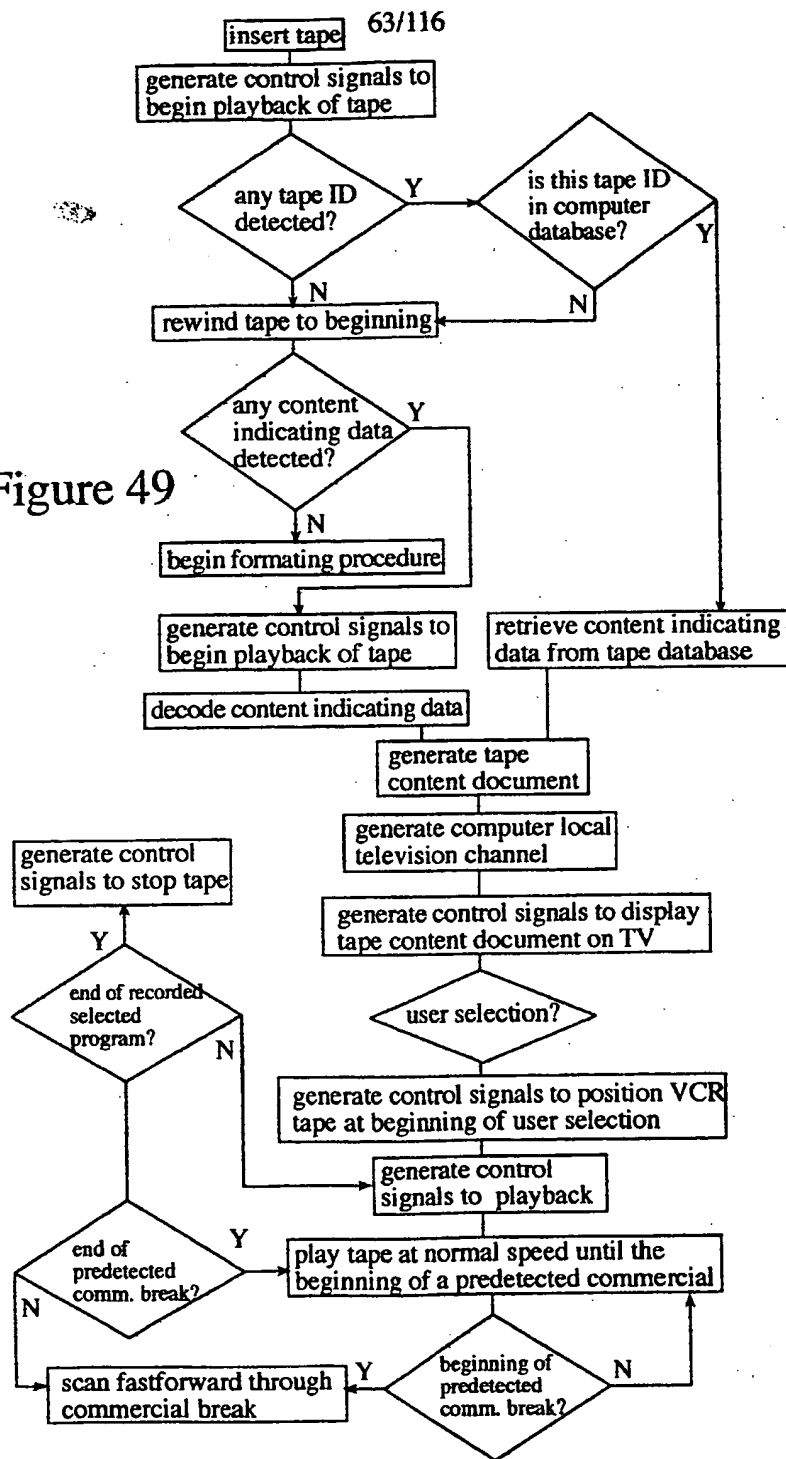 63/116
insert tape
generate control signals to
begin playback of tape
any tape ID
detected?
Y
is this tape ID
in computer
database?
Y
N
N
rewind tape to beginning
any content
indicating data
detected?
Y
Figure 49
N
begin formating procedure
generate control signals to
begin playback of tape
retrieve content indicating
data from tape database
decode content indicating data
generate tape
content document
generate computer local
television channel
generate control
signals to stop tape
generate control signals to display
tape content document on TV
Y
end of recorded
selected
program?
N
user selection?
generate control signals to position VCR
tape at beginning of user selection
generate control
signals to playback
end of
predetected
comm. break?
Y
N
play tape at normal speed until the
beginning of a predetected commercial
scan fastforward through
commercial break
Y
beginning of
predetected
comm. break?
N